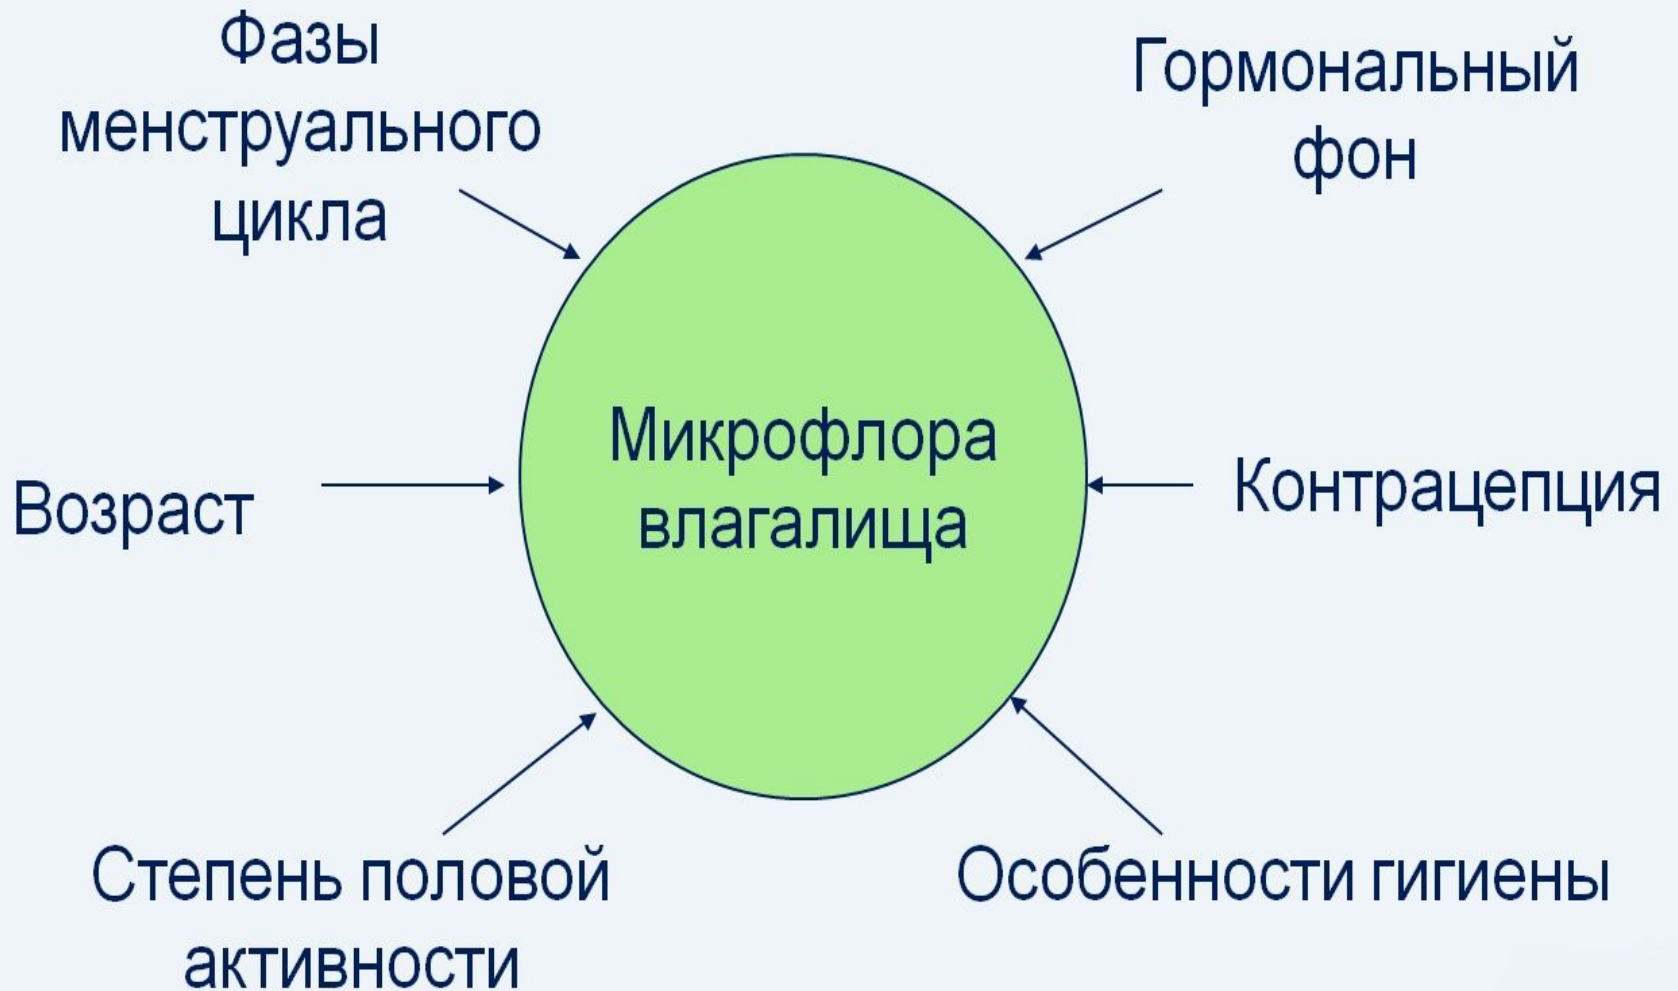 Фазы
менструального
цикла
Гормональный
фон
Микрофлора
влагалища
Возраст
Контрацепция
Степень половой
активности
Особенности гигиены